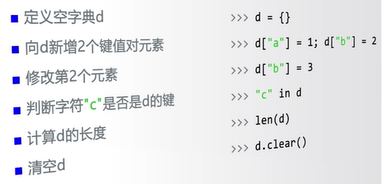 定义空字典d
>>> d = {}
向d新增2个键值对元素
>>> d["a"] = 1; d["b"] = 2
修改第2个元素
>>> d["b"] = 3
判断字符"c"是否是d的键
>>> "c" in d
计算d的长度
>>> len(d)
清空d
>>> d.clear()